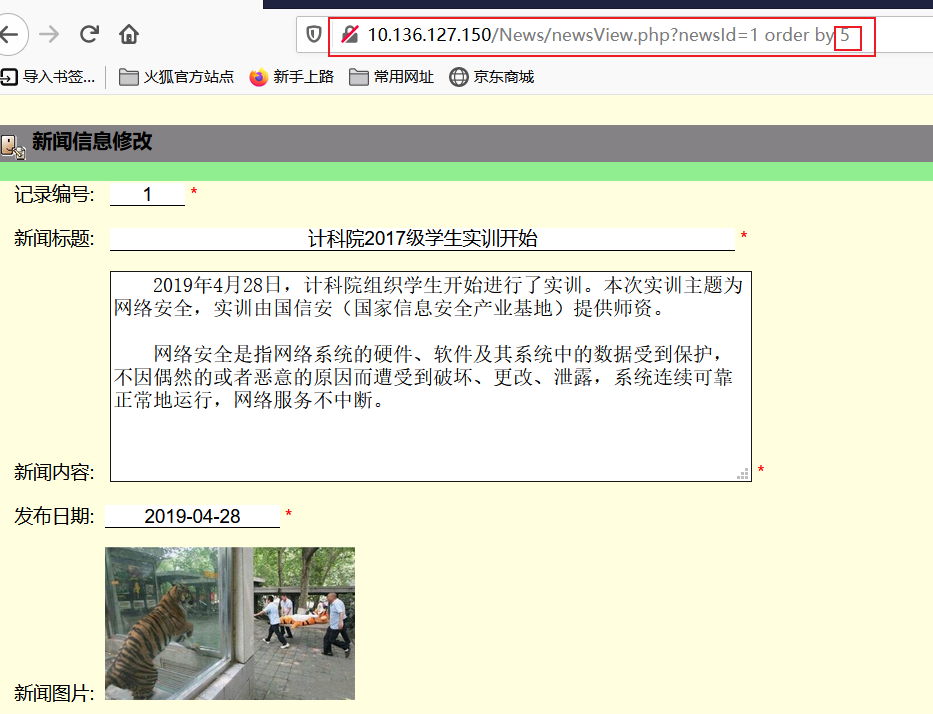 10.136.127.150/News/newsView.php?newsId=1 order by 5
导入书签... 火狐官方站点 新手上路 常用网址 京东商城
新闻信息修改
记录编号: 1 *
新闻标题: 计科院2017级学生实训开始 *
2019年4月28日，计科院组织学生开始进行了实训。本次实训主题为
网络安全，实训由国信安（国家信息安全产业基地）提供师资。
网络安全是指网络系统的硬件、软件及其系统中的数据受到保护，
不因偶然的或者恶意的原因而遭受到破坏、更改、泄露，系统连续可靠
正常地运行，网络服务不中断。
新闻内容: *
发布日期: 2019-04-28 *
新闻图片: